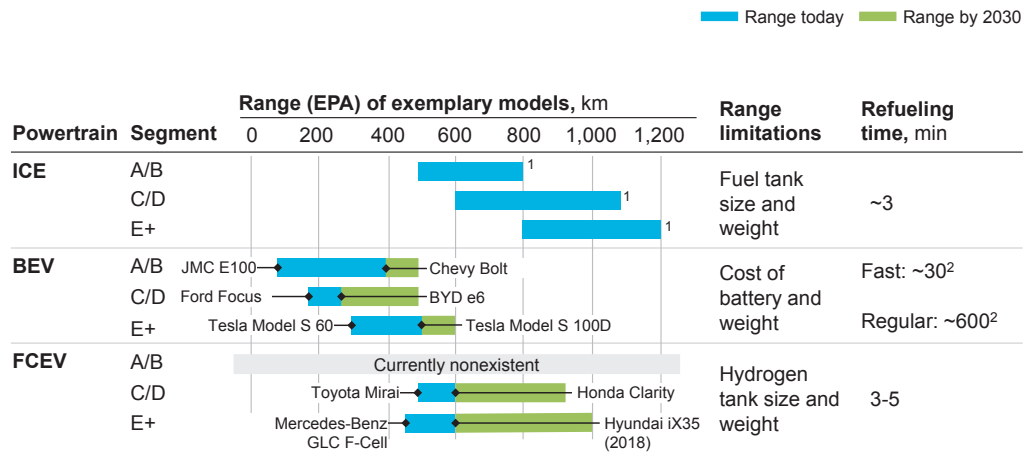 Range today Range by 2030
Range (EPA) of exemplary models, km
Range limitations
Refueling time, min
Powertrain Segment 0 200 400 600 800 1,000 1,200
ICE A/B 1
C/D 1
E+ 1
Fuel tank size and weight
~3
BEV A/B JMC E100 Chevy Bolt
C/D Ford Focus BYD e6
E+ Tesla Model S 60 Tesla Model S 100D
Cost of battery and weight
Fast: ~30²
Regular: ~600²
FCEV A/B Currently nonexistent
C/D Toyota Mirai Honda Clarity
E+ Mercedes-Benz GLC F-Cell Hyundai iX35 (2018)
Hydrogen tank size and weight
3-5